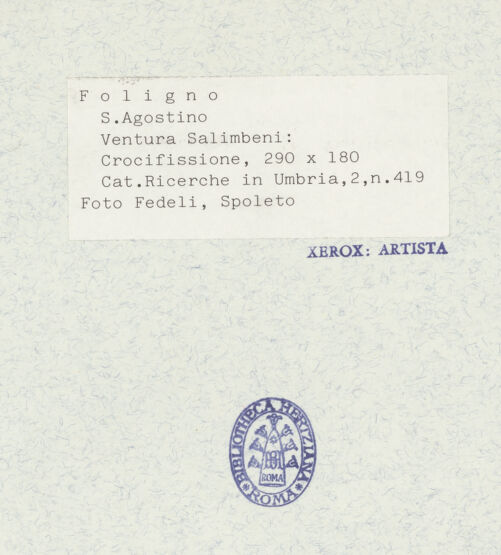 F o l i g n o
S.Agostino
Ventura Salimbeni:
Crocifissione, 290 x 180
Cat.Ricerche in Umbria,2,n.419
Foto Fedeli, Spoleto
XEROX: ARTISTA
BIBLIOTHECA HERTZIANA
ROMA
ROMA